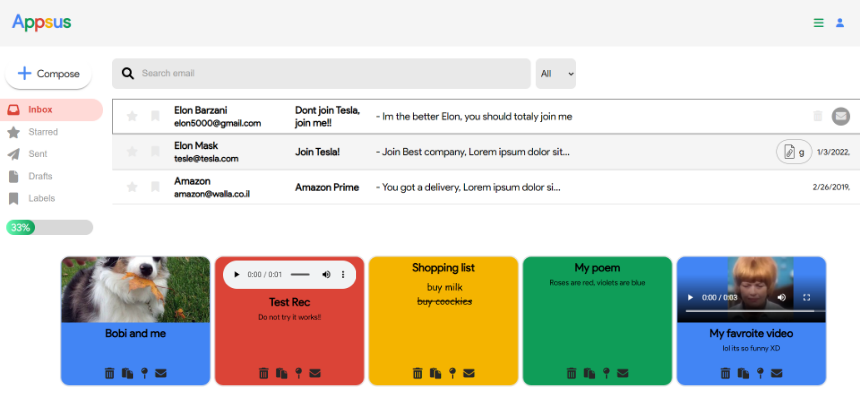 Appsus
Compose
Search email
All
Inbox
Starred
Sent
Drafts
Labels
33%
Elon Barzani
elon5000@gmail.com
Dont join Tesla,
join me!!
- Im the better Elon, you should totaly join me
Elon Mask
tesle@tesla.com
Join Tesla!
- Join Best company, Lorem ipsum dolor sit...
g
1/3/2022,
Amazon
amazon@walla.co.il
Amazon Prime
- You got a delivery, Lorem ipsum dolor si...
2/26/2019,
Bobi and me
0:00 / 0:01
Test Rec
Do not try it works!!
Shopping list
buy milk
buy coockies
My poem
Roses are red, violets are blue
0:00 / 0:03
My favroite video
lol its so funny XD